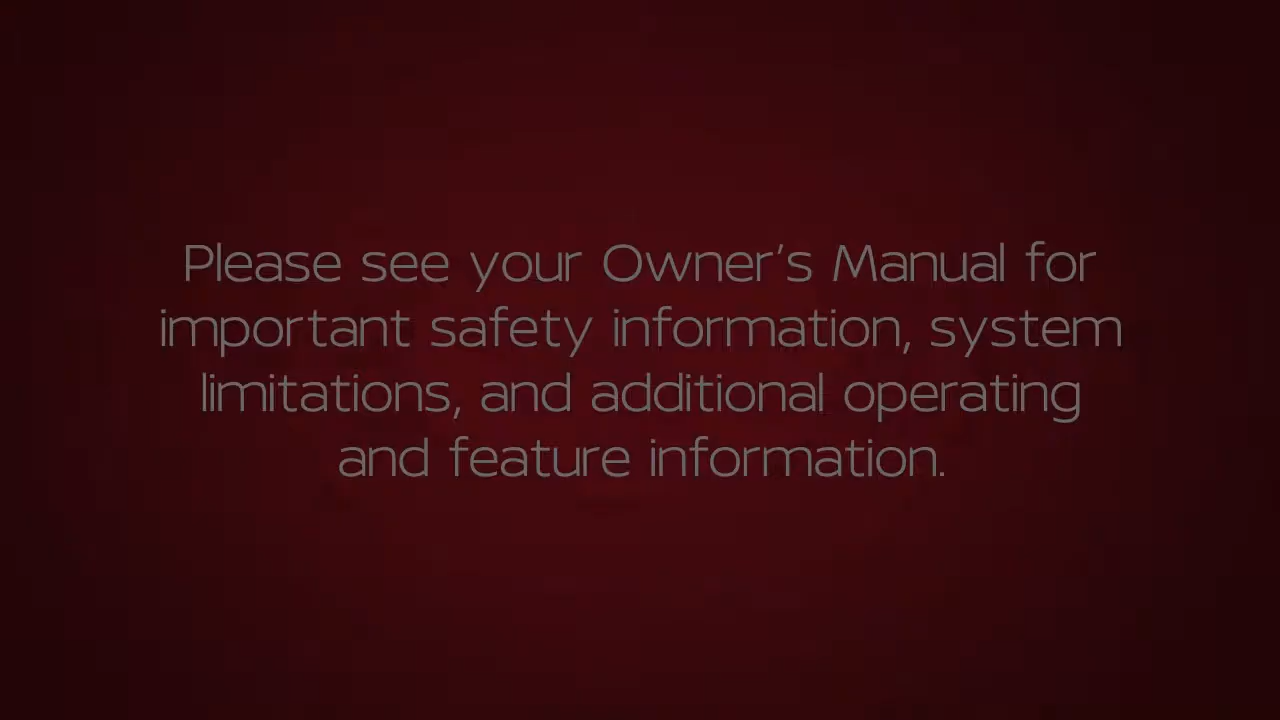 Please see your Owner’s Manual for
important safety information, system
limitations, and additional operating
and feature information.